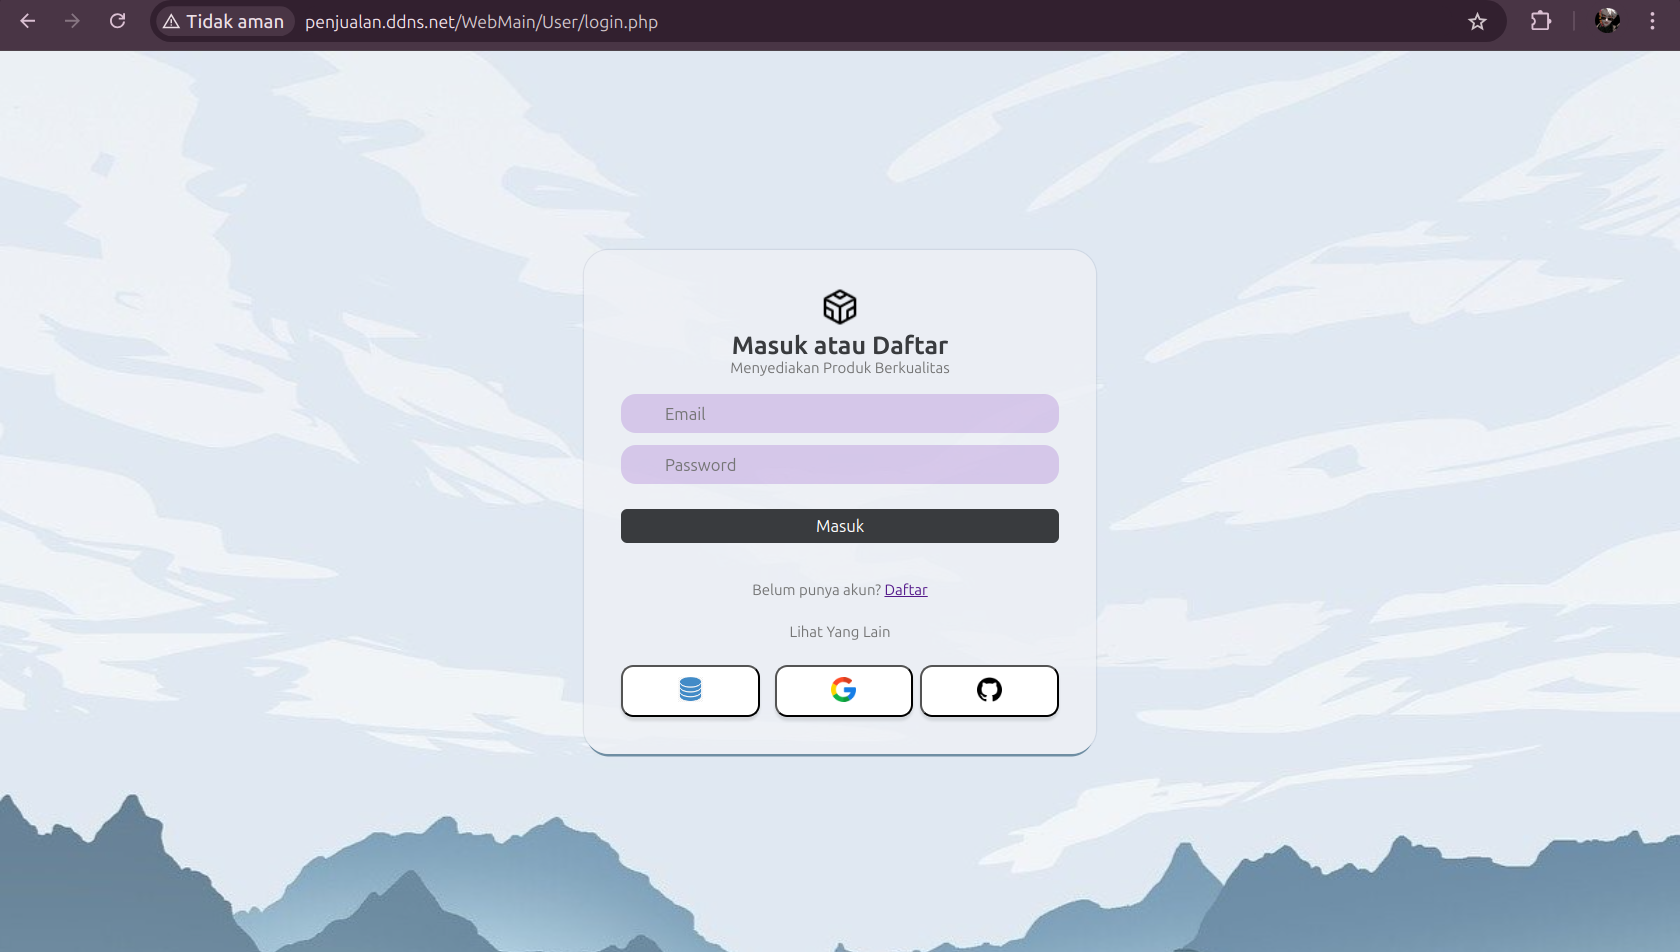 Tidak aman penjualan.ddns.net/WebMain/User/login.php
Masuk atau Daftar
Menyediakan Produk Berkualitas
Email
Password
Masuk
Belum punya akun? Daftar
Lihat Yang Lain